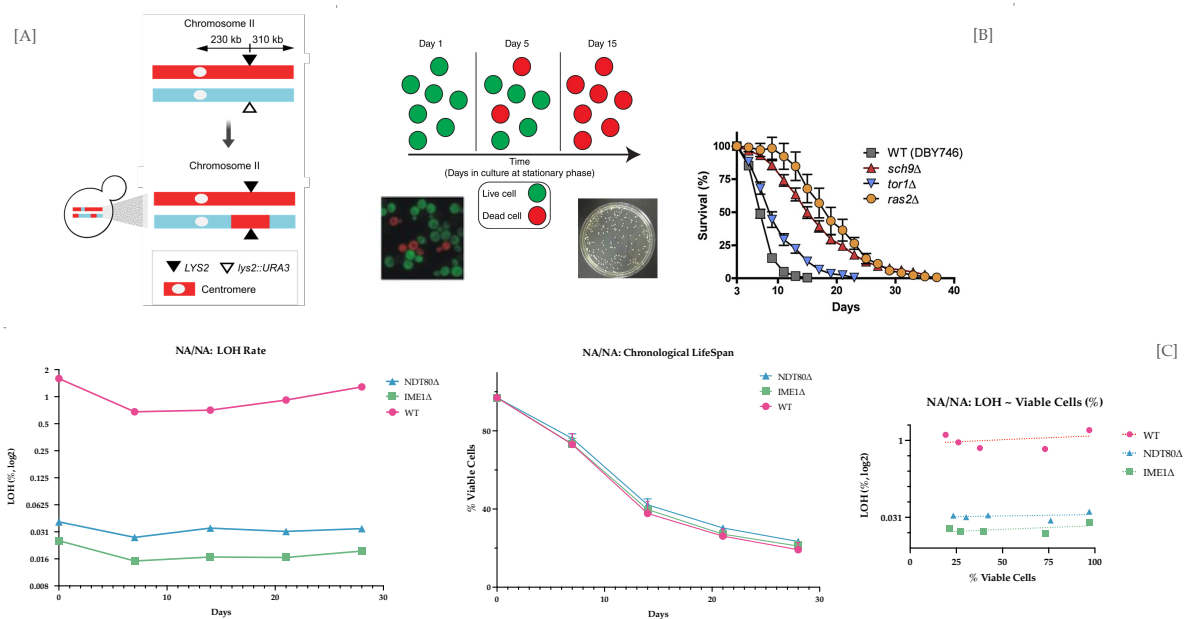 [A]
Chromosome II
230 kb
310 kb
Chromosome II
LYS2
lys2::URA3
Centromere
Day 1
Day 5
Day 15
Time
(Days in culture at stationary phase)
Live cell
Dead cell
[B]
100
75
50
25
0
3
10
20
30
40
Survival (%)
Days
WT (DBY746)
sch9Δ
tor1Δ
ras2Δ
NA/NA: LOH Rate
2
1
0.5
0.25
0.125
0.0625
0.031
0.016
0.008
0
10
20
30
LOH (%, log2)
Days
NDT80Δ
IME1Δ
WT
NA/NA: Chronological LifeSpan
80
40
0
0
10
20
30
% Viable Cells
Days
NDT80Δ
IME1Δ
WT
[C]
NA/NA: LOH ~ Viable Cells (%)
1
0.031
0
25
50
75
100
LOH (%, log2)
% Viable Cells
WT
NDT80Δ
IME1Δ